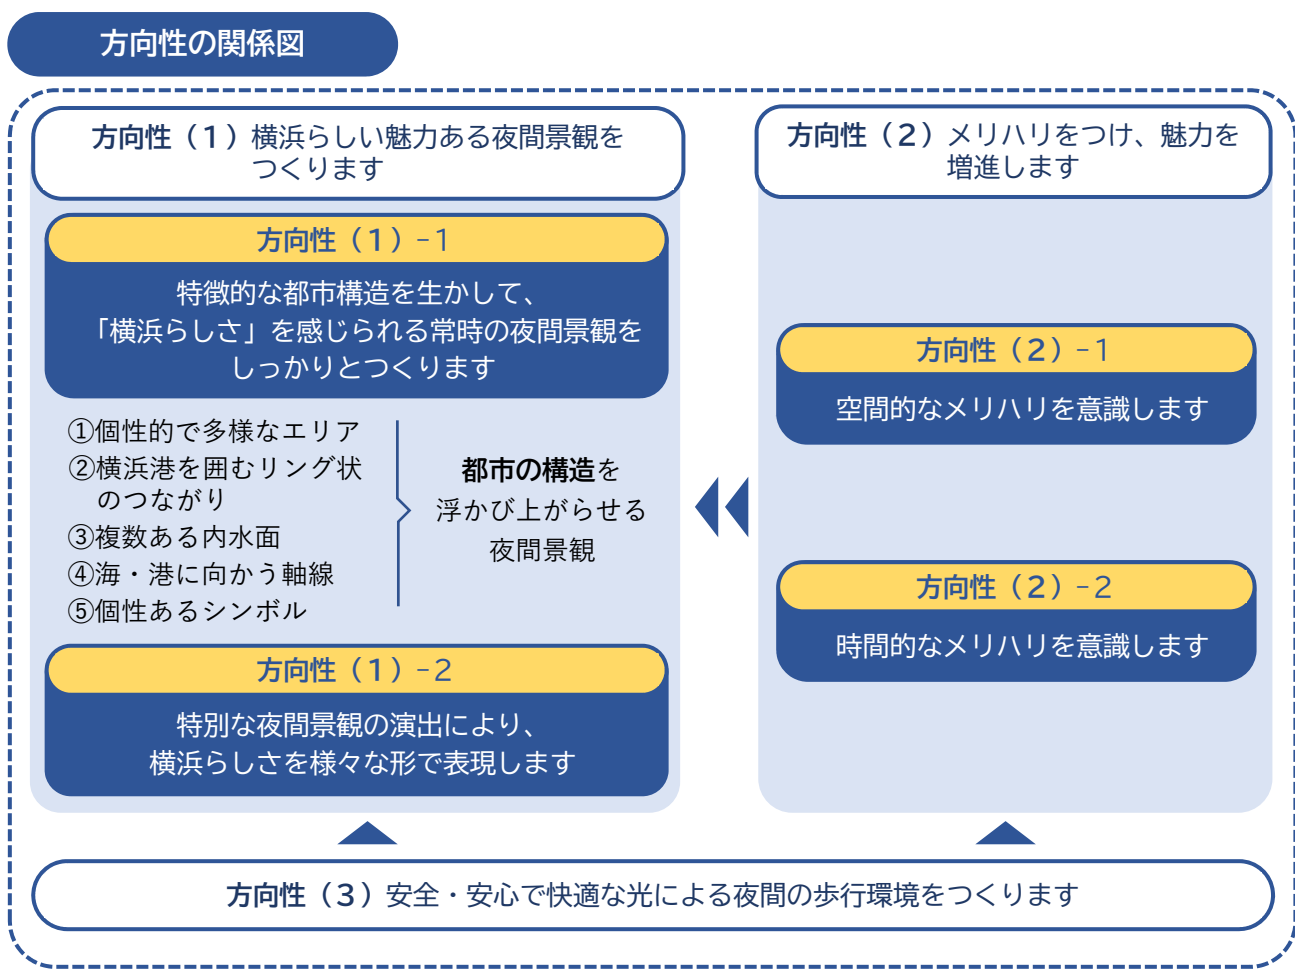 方向性の関係図
方向性（１）横浜らしい魅力ある夜間景観を
つくります
方向性（１）-1
特徴的な都市構造を生かして、
「横浜らしさ」を感じられる常時の夜間景観を
しっかりとつくります
①個性的で多様なエリア
②横浜港を囲むリング状
のつながり
③複数ある内水面
④海・港に向かう軸線
⑤個性あるシンボル
都市の構造を
浮かび上がらせる
夜間景観
方向性（１）-2
特別な夜間景観の演出により、
横浜らしさを様々な形で表現します
方向性（２）メリハリをつけ、魅力を
増進します
方向性（２）-1
空間的なメリハリを意識します
方向性（２）-2
時間的なメリハリを意識します
方向性（３）安全・安心で快適な光による夜間の歩行環境をつくります